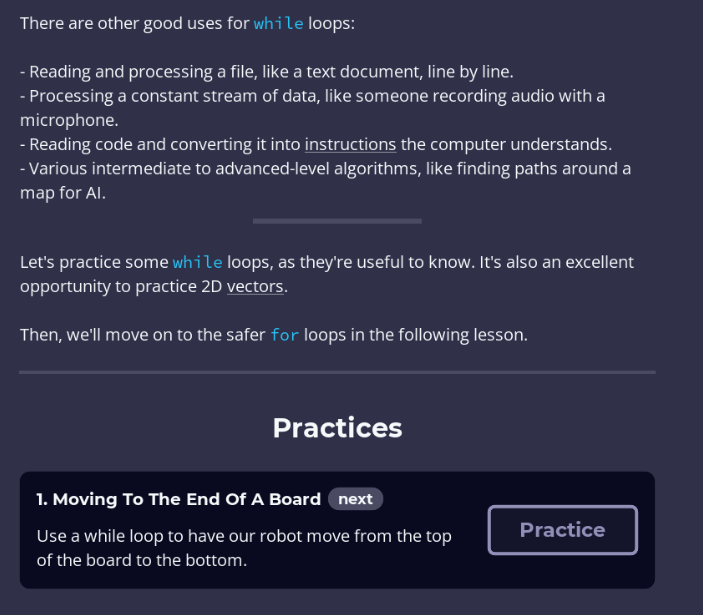 There are other good uses for while loops:
- Reading and processing a file, like a text document, line by line.
- Processing a constant stream of data, like someone recording audio with a
microphone.
- Reading code and converting it into instructions the computer understands.
- Various intermediate to advanced-level algorithms, like finding paths around a
map for AI.
Let's practice some while loops, as they're useful to know. It's also an excellent
opportunity to practice 2D vectors.
Then, we'll move on to the safer for loops in the following lesson.
Practices
1. Moving To The End Of A Board next
Use a while loop to have our robot move from the top
of the board to the bottom.
Practice